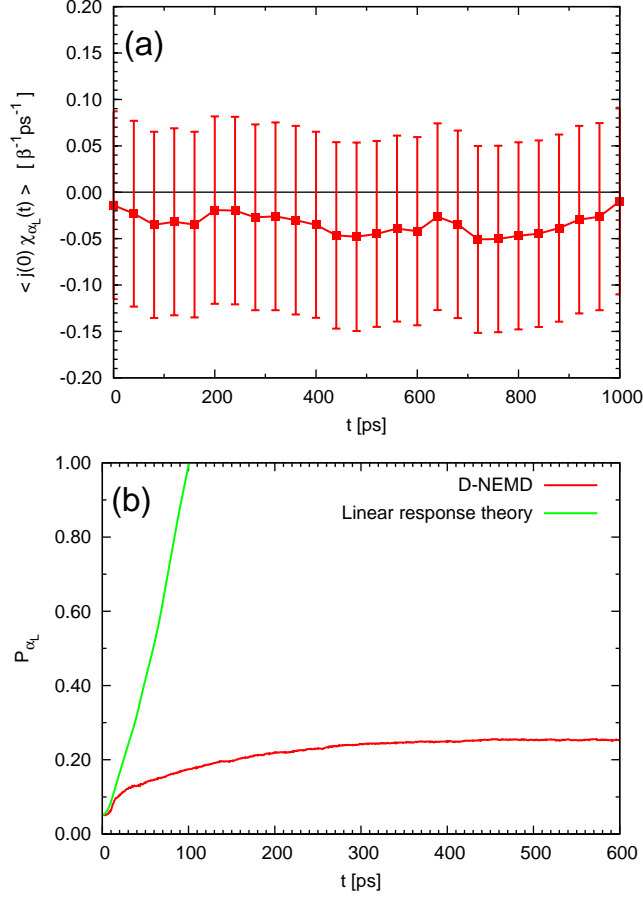 (a)
0.20
0.15
0.10
0.05
0.00
-0.05
-0.10
-0.15
-0.20
< j(0) χ_{α_L}(t) > [ β^{-1}ps^{-1} ]
0 200 400 600 800 1000
t [ps]
(b)
D-NEMD
Linear response theory
1.00
0.80
0.60
0.40
0.20
0.00
P_{α_L}
0 100 200 300 400 500 600
t [ps]